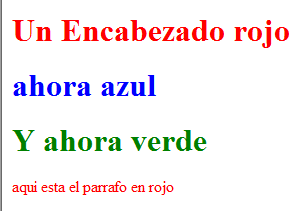 Un Encabezado rojo
ahora azul
Y ahora verde
aqui esta el parrafo en rojo